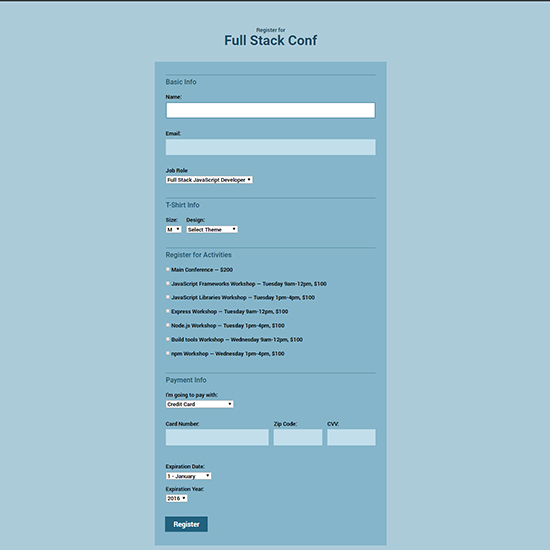 Register for
Full Stack Conf
Basic Info
Name:
Email:
Job Role
Full Stack JavaScript Developer
T-Shirt Info
Size: Design:
M Select Theme
Register for Activities
Main Conference — $200
JavaScript Frameworks Workshop — Tuesday 9am-12pm, $100
JavaScript Libraries Workshop — Tuesday 1pm-4pm, $100
Express Workshop — Tuesday 9am-12pm, $100
Node.js Workshop — Tuesday 1pm-4pm, $100
Build tools Workshop — Wednesday 9am-12pm, $100
npm Workshop — Wednesday 1pm-4pm, $100
Payment Info
I'm going to pay with:
Credit Card
Card Number: Zip Code: CVV:
Expiration Date:
1 - January
Expiration Year:
2016
Register